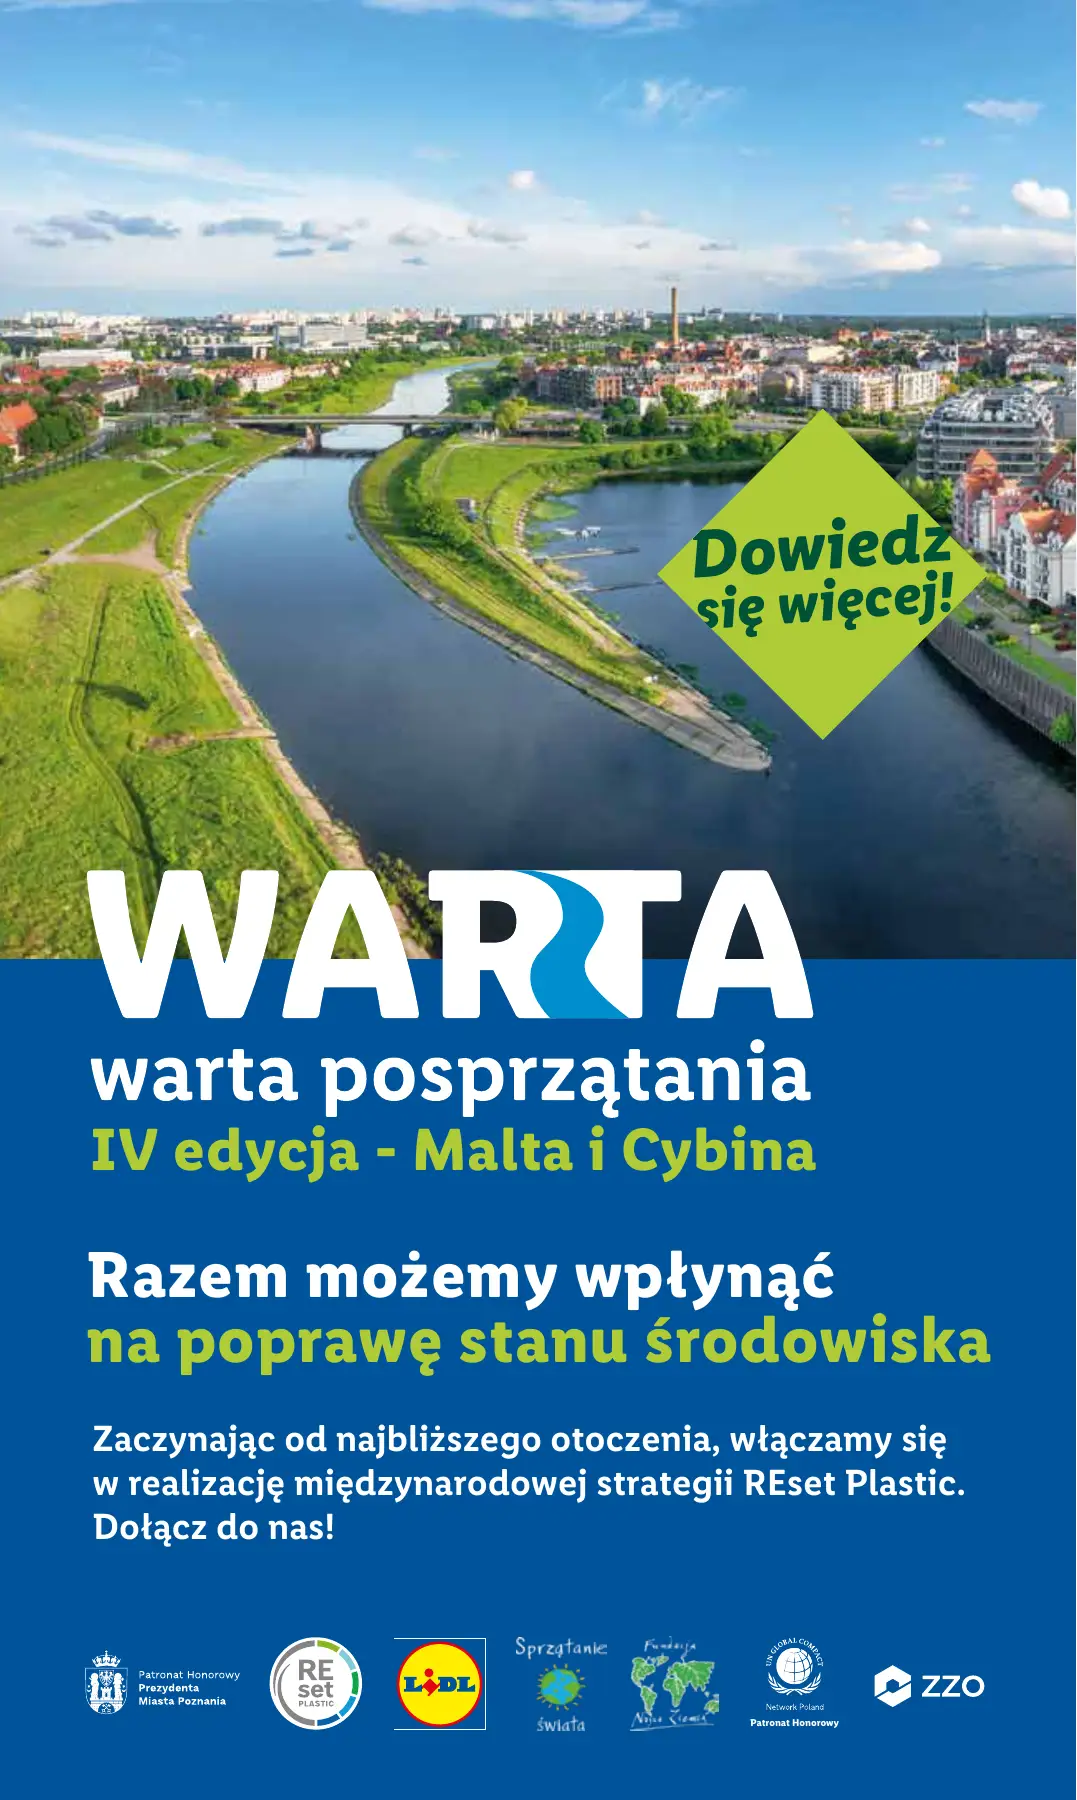 Dowiedz
się więcej!
WARTA
warta posprzątania
IV edycja - Malta i Cybina
Razem możemy wpłynąć
na poprawę stanu środowiska
Zaczynając od najbliższego otoczenia, włączamy się
w realizację międzynarodowej strategii REset Plastic.
Dołącz do nas!
Patronat Honorowy
Prezydenta
Miasta Poznania
RE
set
PLASTIC
LIDL
Sprzątanie
świata
Fundacja
Nasza Ziemia
UN GLOBAL COMPACT
Network Poland
Patronat Honorowy
ZZO